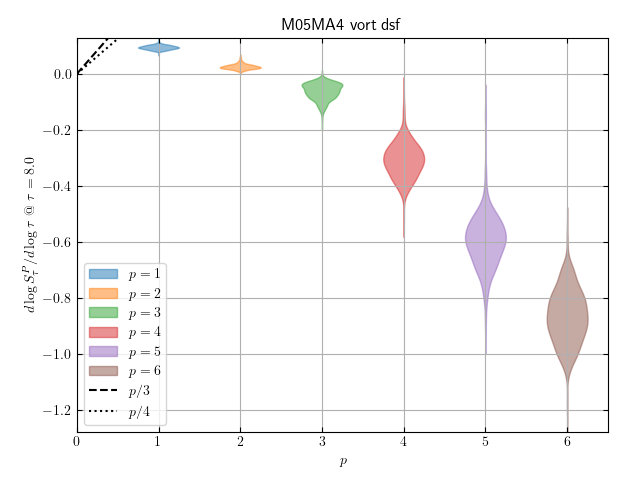 M05MA4 vort dsf
d log S_τ^P / d log τ @ τ = 8.0
0.0
−0.2
−0.4
−0.6
−0.8
−1.0
−1.2
p = 1
p = 2
p = 3
p = 4
p = 5
p = 6
p/3
p/4
0 1 2 3 4 5 6
p